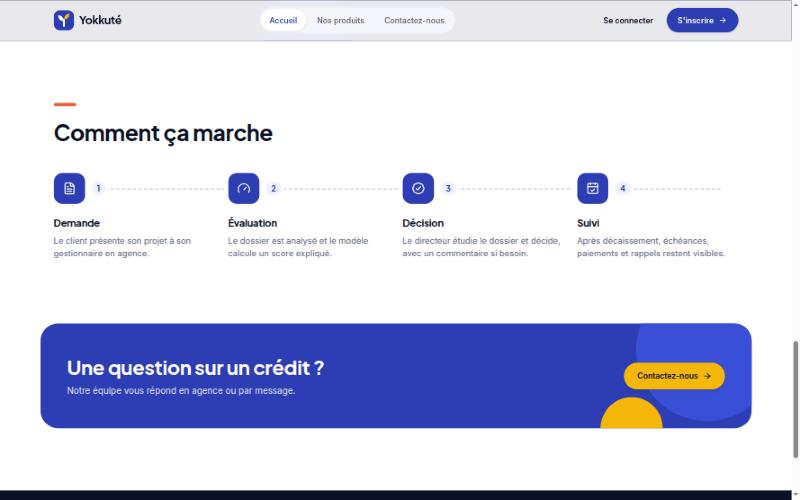 Yokkuté
Accueil
Nos produits
Contactez-nous
Se connecter
S'inscrire →
Comment ça marche
1
2
3
4
Demande
Le client présente son projet à son
gestionnaire en agence.
Évaluation
Le dossier est analysé et le modèle
calcule un score expliqué.
Décision
Le directeur étudie le dossier et décide,
avec un commentaire si besoin.
Suivi
Après décaissement, échéances,
paiements et rappels restent visibles.
Une question sur un crédit ?
Notre équipe vous répond en agence ou par message.
Contactez-nous →